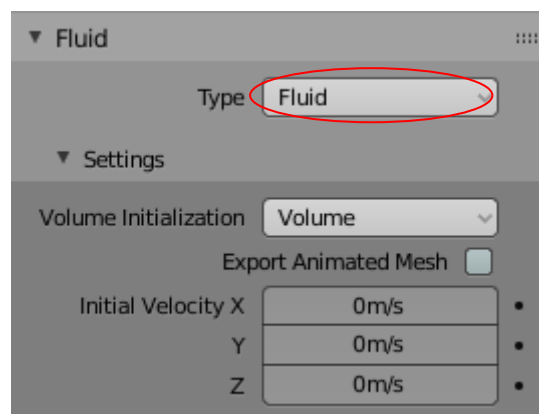 Fluid
Type Fluid
Settings
Volume Initialization Volume
Export Animated Mesh
Initial Velocity X 0m/s
Y 0m/s
Z 0m/s